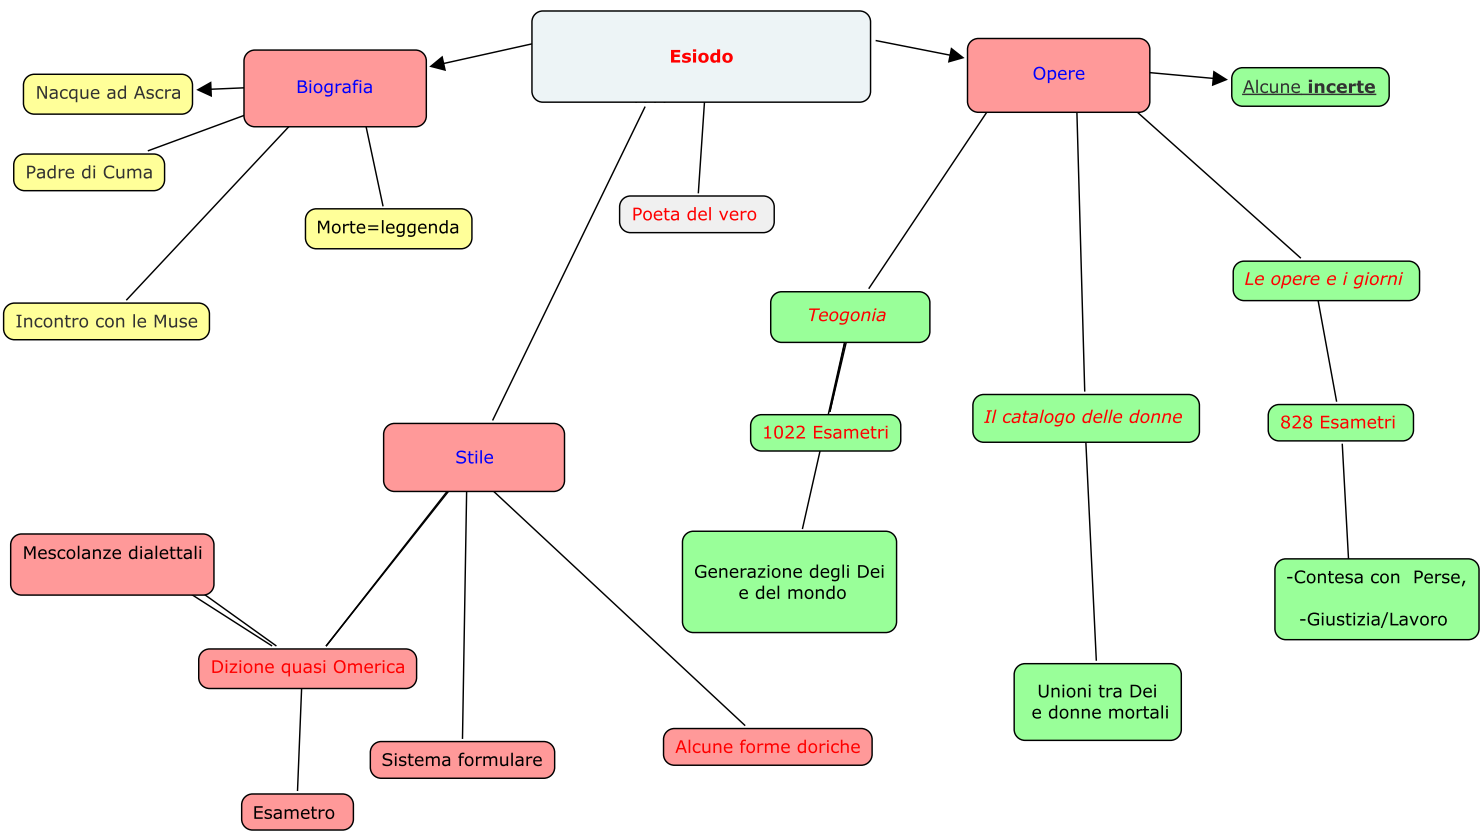 Esiodo
Biografia
Opere
Nacque ad Ascra
Alcune incerte
Padre di Cuma
Poeta del vero
Morte=leggenda
Le opere e i giorni
Incontro con le Muse
Teogonia
Il catalogo delle donne
828 Esametri
1022 Esametri
Stile
Mescolanze dialettali
Generazione degli Dei
e del mondo
-Contesa con  Perse,
-Giustizia/Lavoro
Dizione quasi Omerica
Unioni tra Dei
e donne mortali
Alcune forme doriche
Sistema formulare
Esametro